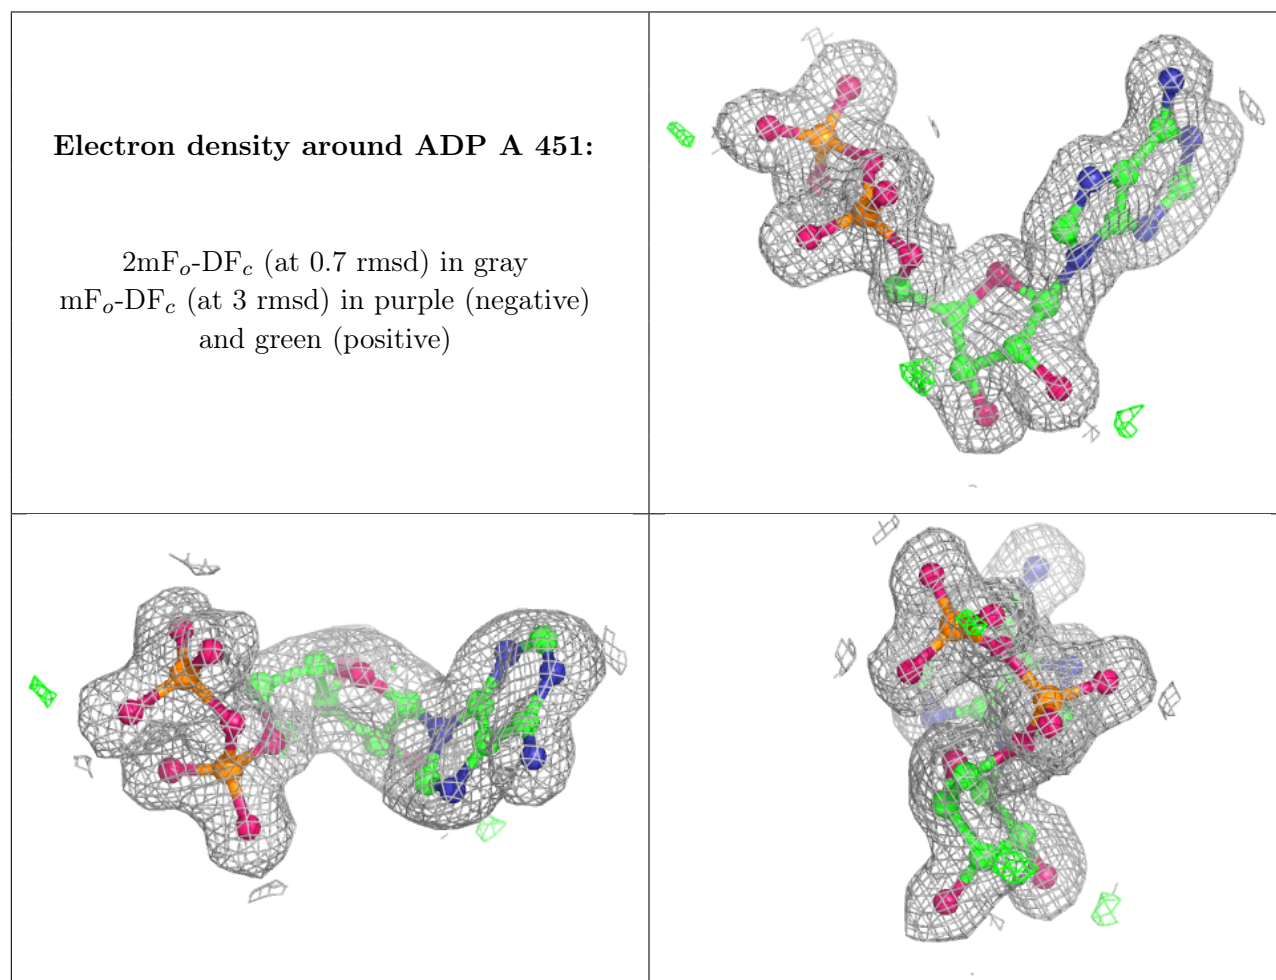 Electron density around ADP A 451:
2mFo-DFc (at 0.7 rmsd) in gray
mFo-DFc (at 3 rmsd) in purple (negative)
and green (positive)